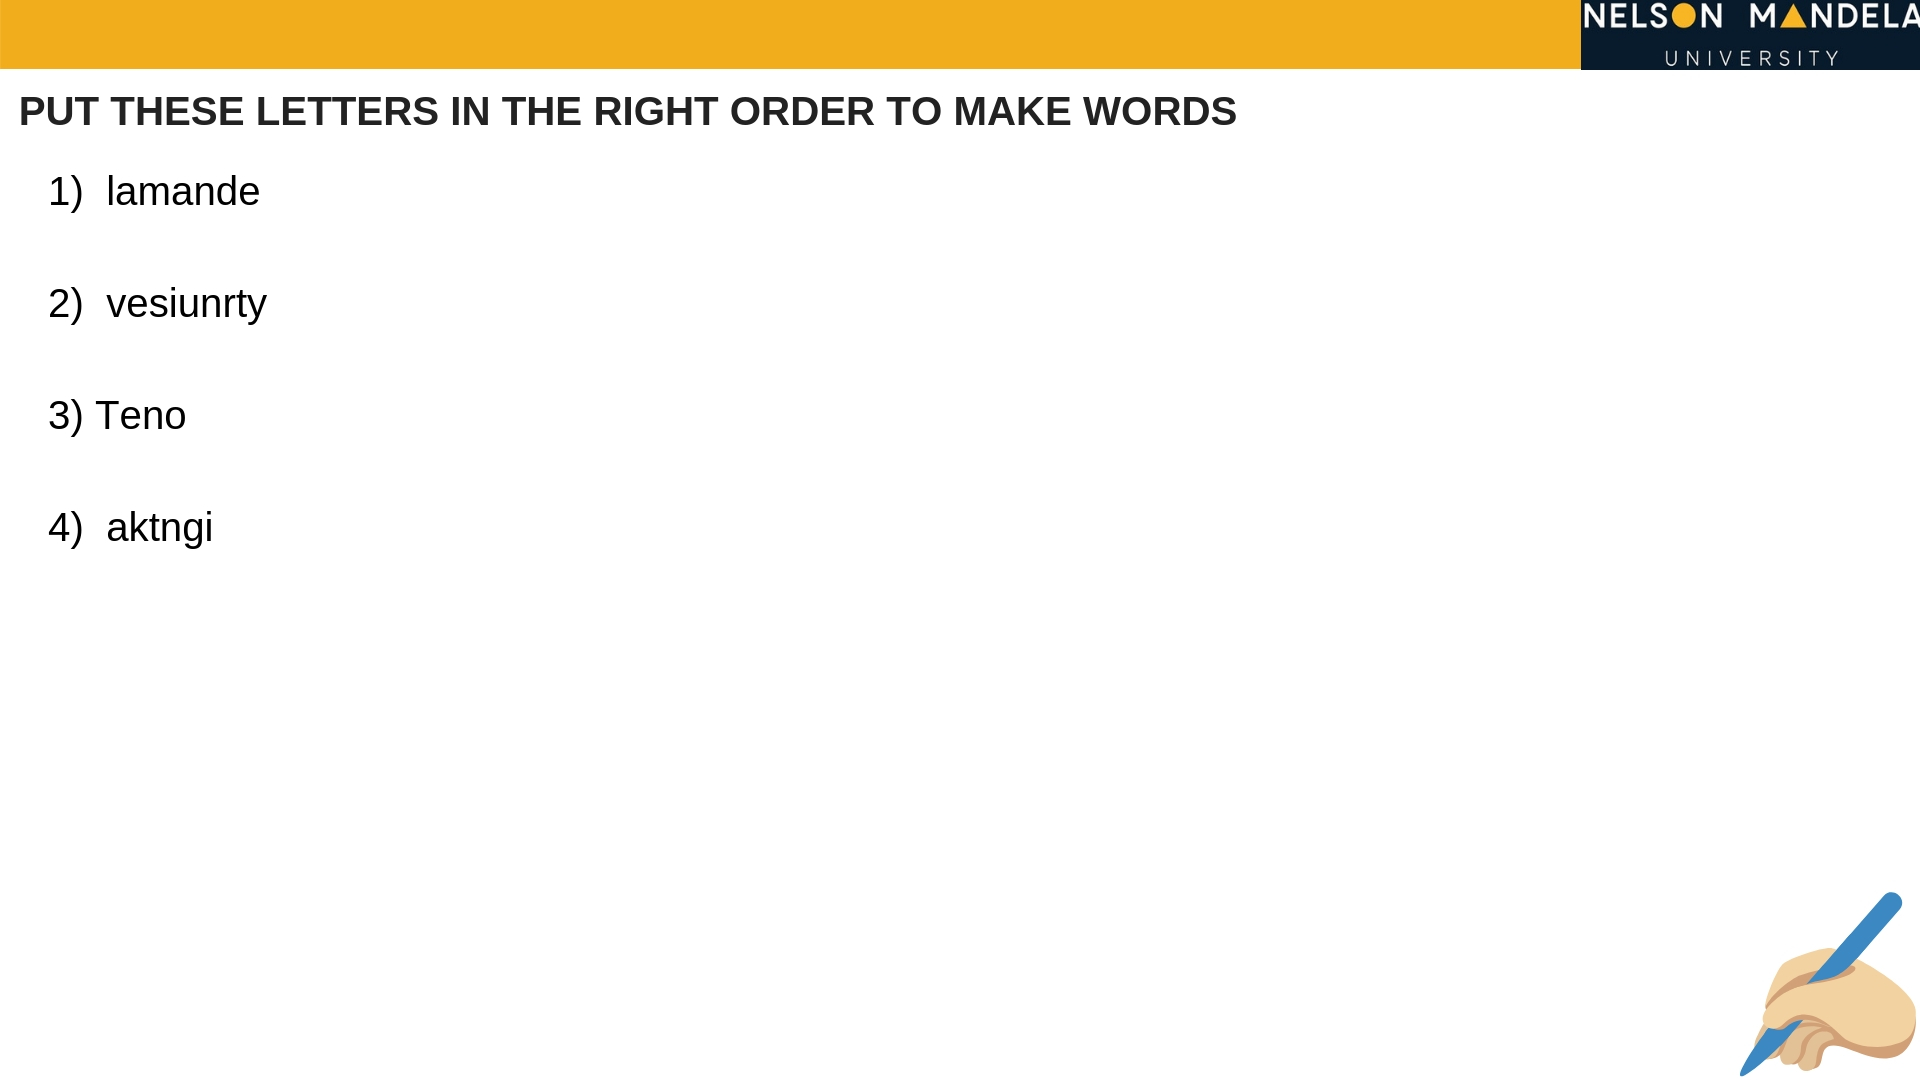 NELSON MANDELA
UNIVERSITY
PUT THESE LETTERS IN THE RIGHT ORDER TO MAKE WORDS
1) lamande
2) vesiunrty
3) Teno
4) aktngi